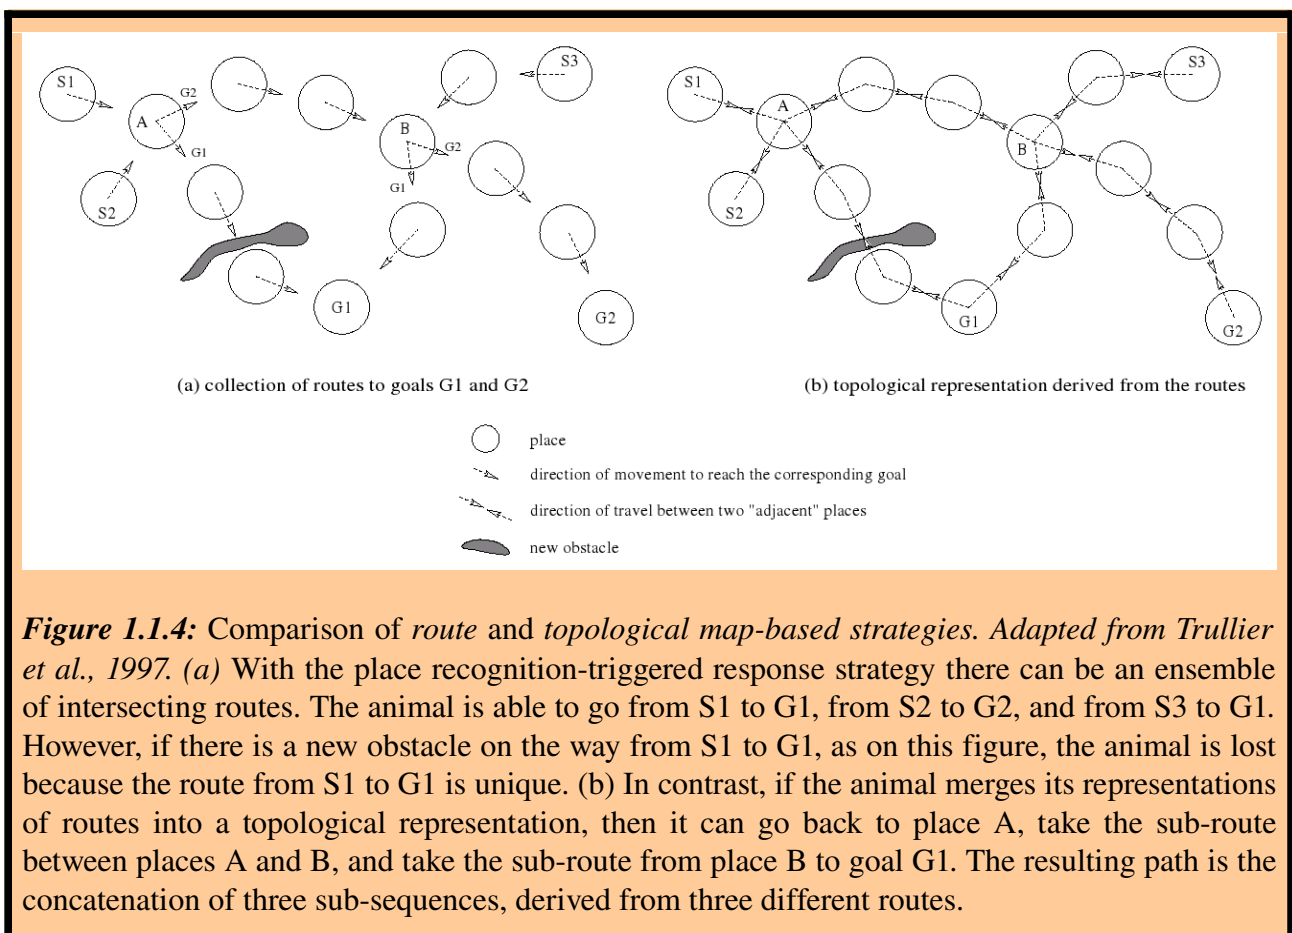 S1
G2
A
G1
S2
B
G2
G1
S3
G1
G2
S1
A
S2
B
S3
G1
G2
(a) collection of routes to goals G1 and G2
(b) topological representation derived from the routes
place
direction of movement to reach the corresponding goal
direction of travel between two "adjacent" places
new obstacle
Figure 1.1.4: Comparison of route and topological map-based strategies. Adapted from Trullier
et al., 1997. (a) With the place recognition-triggered response strategy there can be an ensemble
of intersecting routes. The animal is able to go from S1 to G1, from S2 to G2, and from S3 to G1.
However, if there is a new obstacle on the way from S1 to G1, as on this figure, the animal is lost
because the route from S1 to G1 is unique. (b) In contrast, if the animal merges its representations
of routes into a topological representation, then it can go back to place A, take the sub-route
between places A and B, and take the sub-route from place B to goal G1. The resulting path is the
concatenation of three sub-sequences, derived from three different routes.